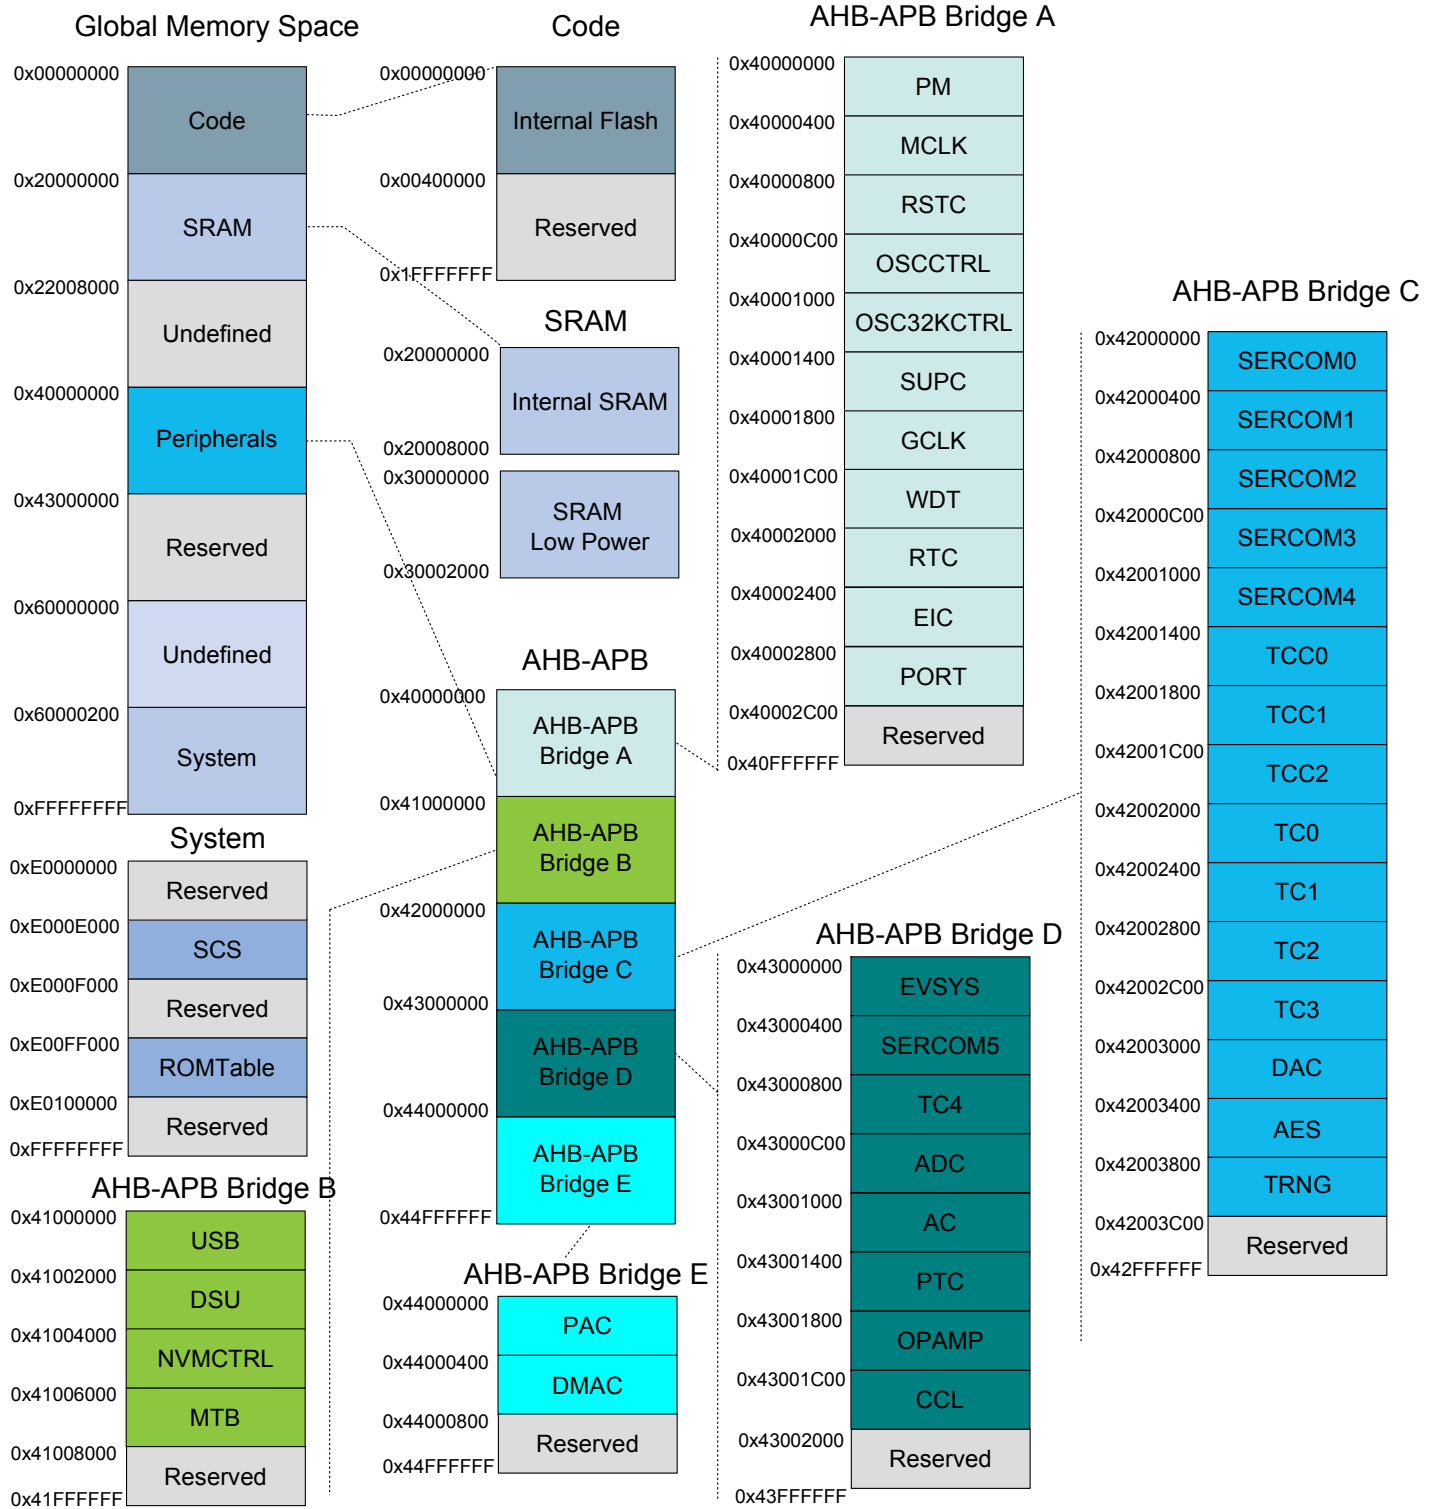 Global Memory Space
0x00000000
Code
0x20000000
SRAM
0x22008000
Undefined
0x40000000
Peripherals
0x43000000
Reserved
0x60000000
Undefined
0x60000200
System
0xFFFFFFFF
System
0xE0000000
Reserved
0xE000E000
SCS
0xE000F000
Reserved
0xE00FF000
ROMTable
0xE0100000
Reserved
0xFFFFFFFF
AHB-APB Bridge B
0x41000000
USB
0x41002000
DSU
0x41004000
NVMCTRL
0x41006000
MTB
0x41008000
Reserved
0x41FFFFFF
Code
0x00000000
Internal Flash
0x00400000
Reserved
0x1FFFFFFF
SRAM
0x20000000
Internal SRAM
0x20008000
0x30000000
SRAM
Low Power
0x30002000
AHB-APB
0x40000000
AHB-APB
Bridge A
0x41000000
AHB-APB
Bridge B
0x42000000
AHB-APB
Bridge C
0x43000000
AHB-APB
Bridge D
0x44000000
AHB-APB
Bridge E
0x44FFFFFF
AHB-APB Bridge E
0x44000000
PAC
0x44000400
DMAC
0x44000800
Reserved
0x44FFFFFF
AHB-APB Bridge A
0x40000000
PM
0x40000400
MCLK
0x40000800
RSTC
0x40000C00
OSCCTRL
0x40001000
OSC32KCTRL
0x40001400
SUPC
0x40001800
GCLK
0x40001C00
WDT
0x40002000
RTC
0x40002400
EIC
0x40002800
PORT
0x40002C00
Reserved
0x40FFFFFF
AHB-APB Bridge D
0x43000000
EVSYS
0x43000400
SERCOM5
0x43000800
TC4
0x43000C00
ADC
0x43001000
AC
0x43001400
PTC
0x43001800
OPAMP
0x43001C00
CCL
0x43002000
Reserved
0x43FFFFFF
AHB-APB Bridge C
0x42000000
SERCOM0
0x42000400
SERCOM1
0x42000800
SERCOM2
0x42000C00
SERCOM3
0x42001000
SERCOM4
0x42001400
TCC0
0x42001800
TCC1
0x42001C00
TCC2
0x42002000
TC0
0x42002400
TC1
0x42002800
TC2
0x42002C00
TC3
0x42003000
DAC
0x42003400
AES
0x42003800
TRNG
0x42003C00
Reserved
0x42FFFFFF